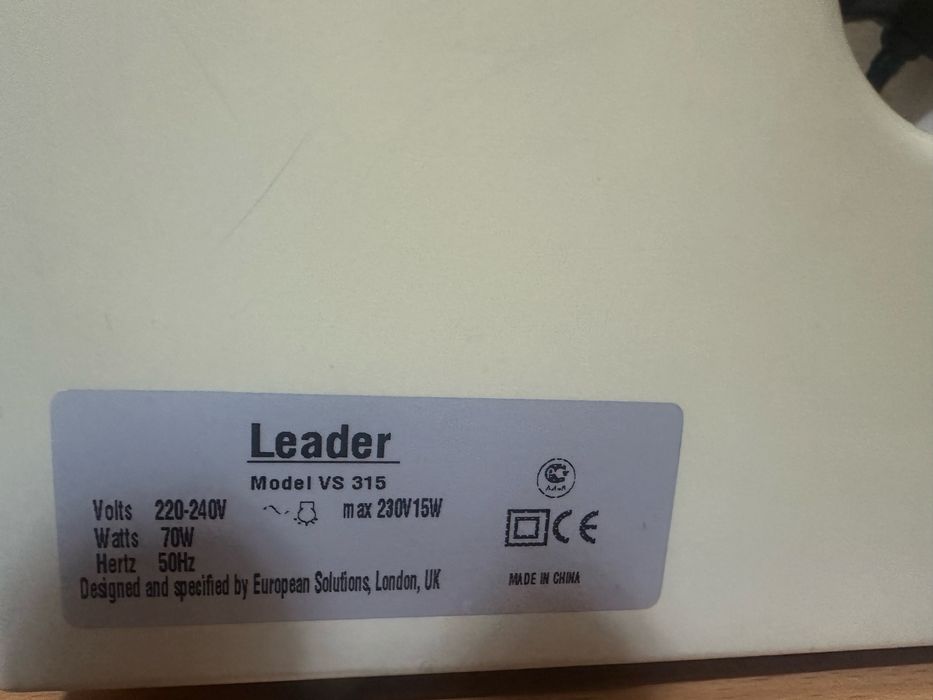 Leader
Model VS 315
Volts 220-240V max 230V15W
Watts 70W
Hertz 50Hz
Designed and specified by European Solutions, London, UK
CE
MADE IN CHINA